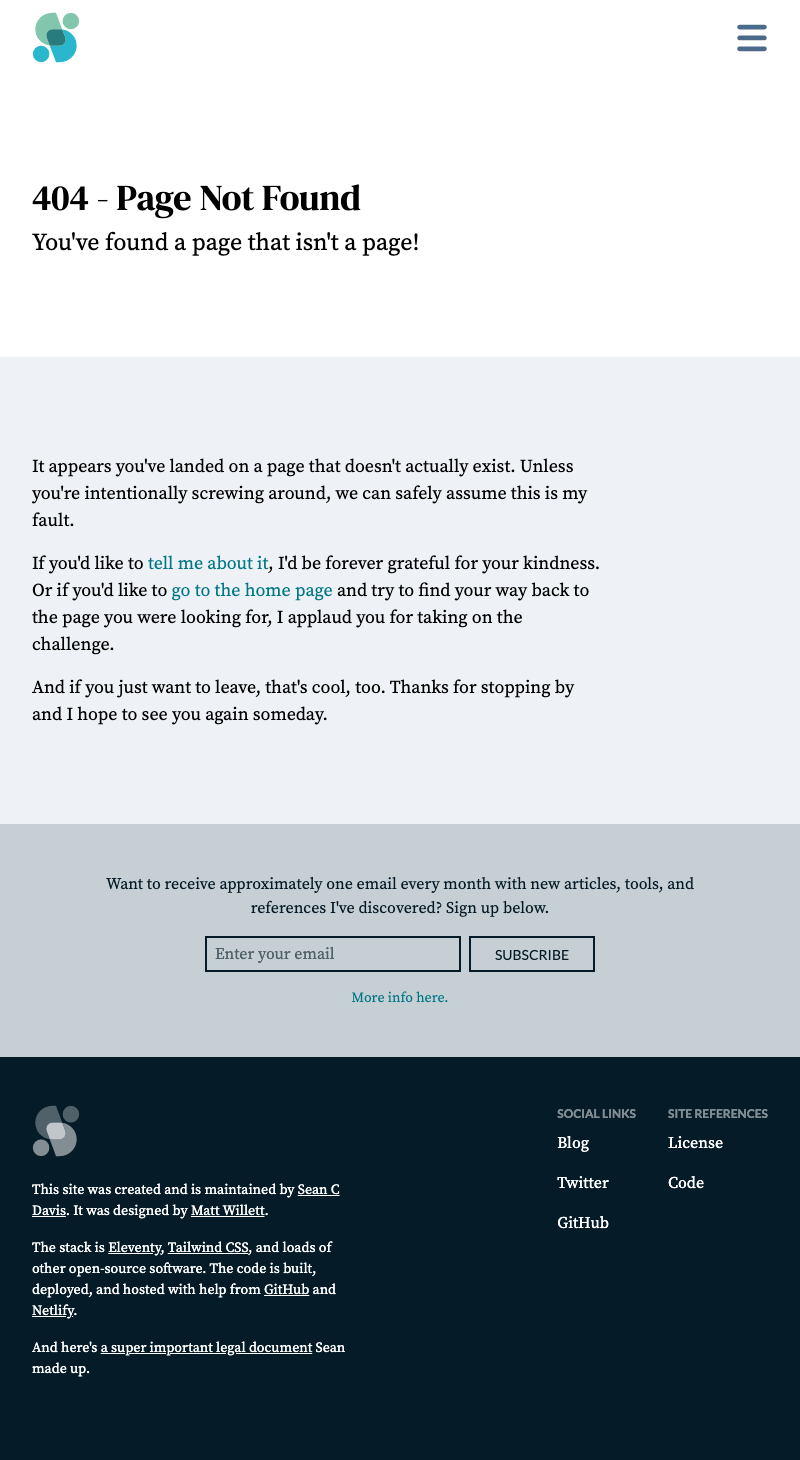 404 - Page Not Found
You've found a page that isn't a page!
It appears you've landed on a page that doesn't actually exist. Unless
you're intentionally screwing around, we can safely assume this is my
fault.
If you'd like to tell me about it, I'd be forever grateful for your kindness.
Or if you'd like to go to the home page and try to find your way back to
the page you were looking for, I applaud you for taking on the
challenge.
And if you just want to leave, that's cool, too. Thanks for stopping by
and I hope to see you again someday.
Want to receive approximately one email every month with new articles, tools, and
references I've discovered? Sign up below.
Enter your email
SUBSCRIBE
More info here.
This site was created and is maintained by Sean C
Davis. It was designed by Matt Willett.
The stack is Eleventy, Tailwind CSS, and loads of
other open-source software. The code is built,
deployed, and hosted with help from GitHub and
Netlify.
And here's a super important legal document Sean
made up.
SOCIAL LINKS
Blog
Twitter
GitHub
SITE REFERENCES
License
Code